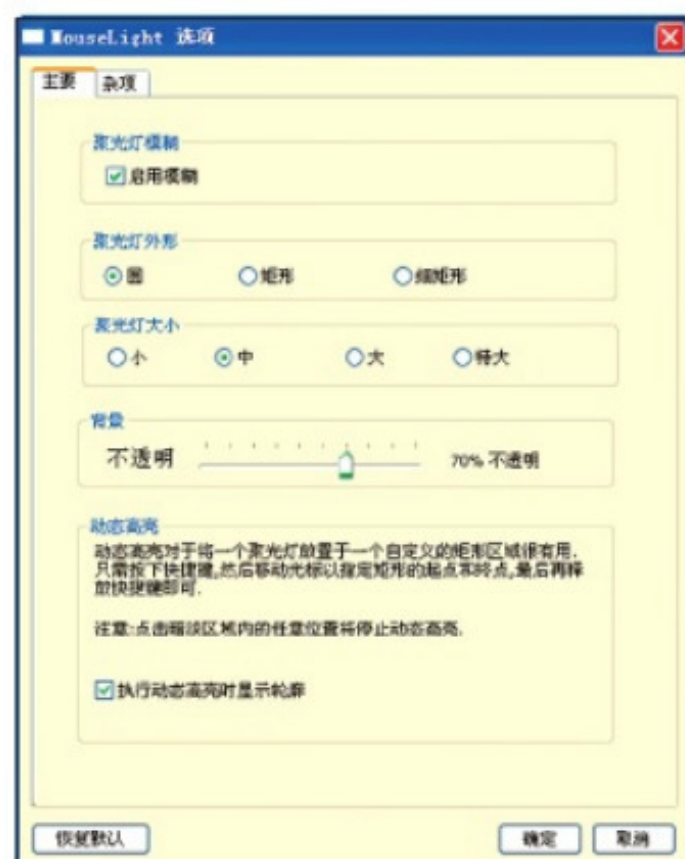 MouseLight 选项
主要 杂项
聚光灯模糊
启用模糊
聚光灯外形
圆 矩形 细矩形
聚光灯大小
小 中 大 特大
背景
不透明 70% 不透明
动态高亮
动态高亮对于将一个聚光灯放置于一个自定义的矩形区域很有用.
只需按下快捷键,然后移动光标以指定矩形的起点和终点,最后再释
放快捷键即可.
注意:点击暗淡区域内的任意位置将停止动态高亮.
执行动态高亮时显示轮廓
恢复默认 确定 取消